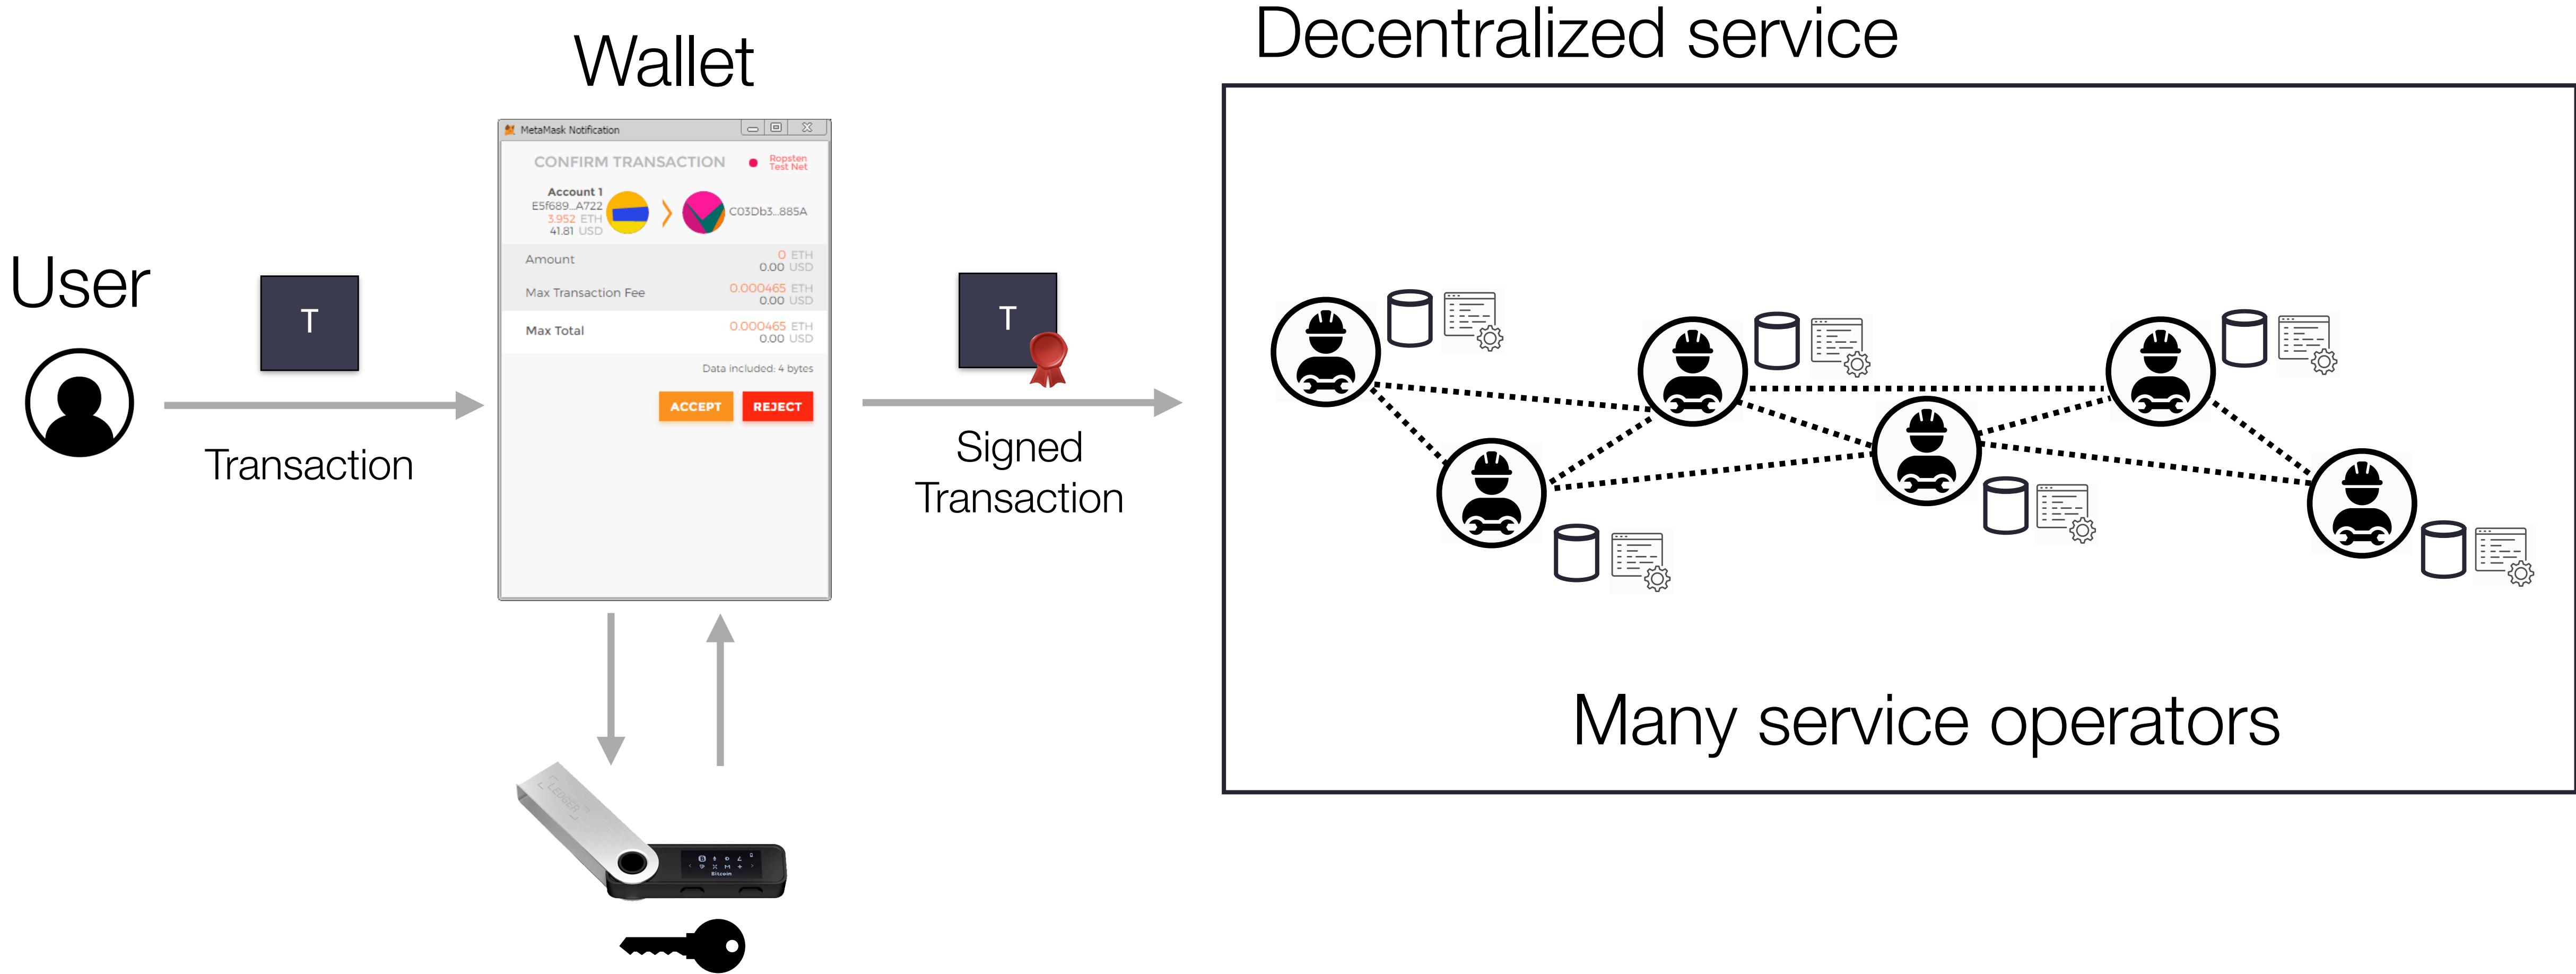 Decentralized service
Wallet
MetaMask Notification
CONFIRM TRANSACTION
Ropsten
Test Net
Account 1
E5f689...A722
3.952 ETH
41.81 USD
C03Db3...885A
Amount
0 ETH
0.00 USD
Max Transaction Fee
0.000465 ETH
0.00 USD
Max Total
0.000465 ETH
0.00 USD
Data included: 4 bytes
ACCEPT
REJECT
User
T
Transaction
T
Signed
Transaction
Many service operators
LEDGER
Bitcoin